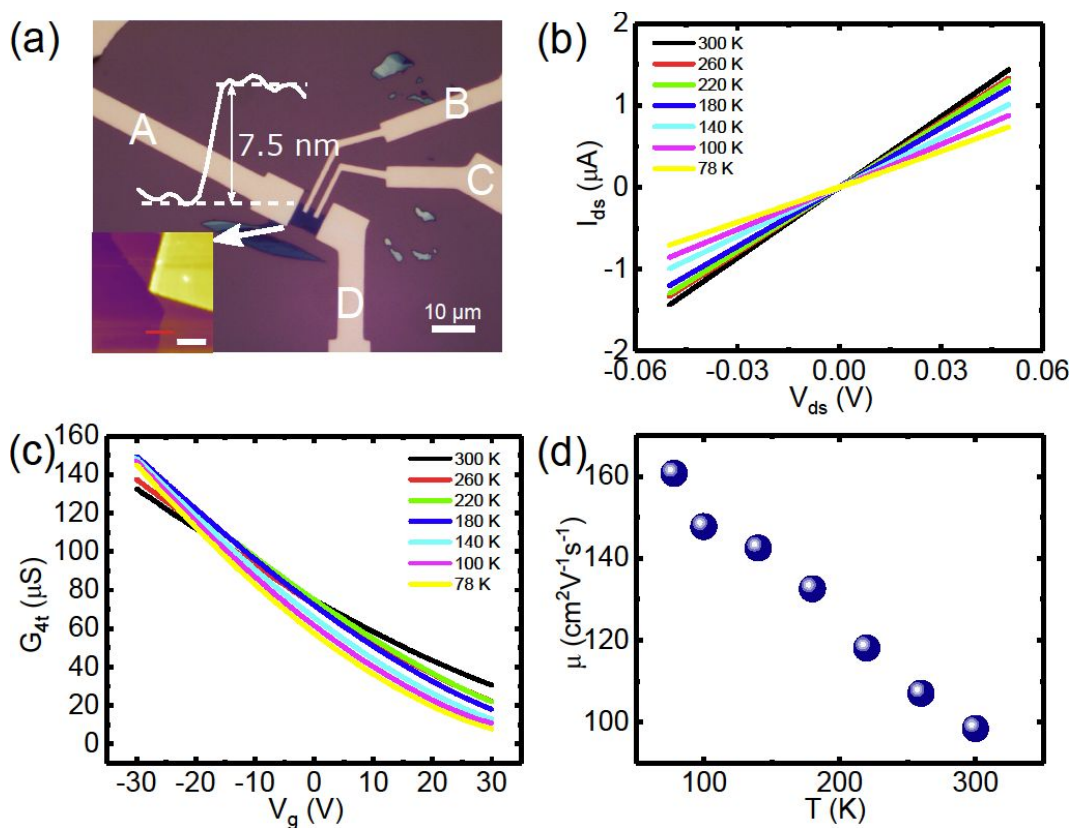 (a)
A
B
C
D
7.5 nm
10 μm
(b)
I_ds (μA)
2
1
0
-1
-2
300 K
260 K
220 K
180 K
140 K
100 K
78 K
-0.06 -0.03 0.00 0.03 0.06
V_ds (V)
(c)
G_4t (μS)
160
140
120
100
80
60
40
20
0
300 K
260 K
220 K
180 K
140 K
100 K
78 K
-30 -20 -10 0 10 20 30
V_g (V)
(d)
μ (cm²V⁻¹s⁻¹)
160
140
120
100
100 200 300
T (K)